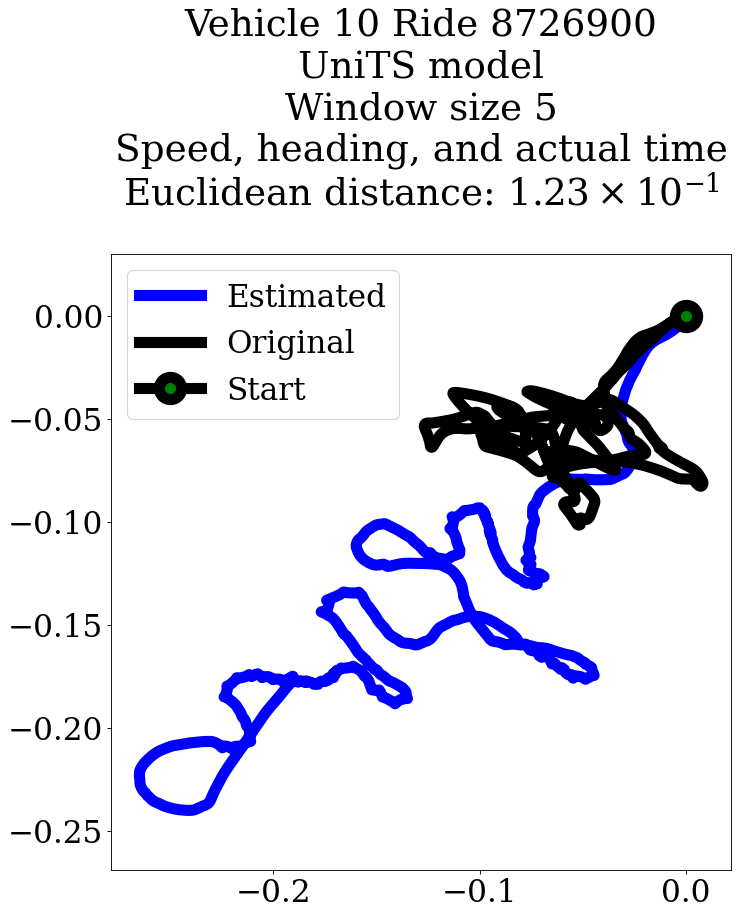 Vehicle 10 Ride 8726900
UniTS model
Window size 5
Speed, heading, and actual time
Euclidean distance: 1.23 × 10⁻¹
Estimated
Original
Start
0.00
−0.05
−0.10
−0.15
−0.20
−0.25
−0.2
−0.1
0.0